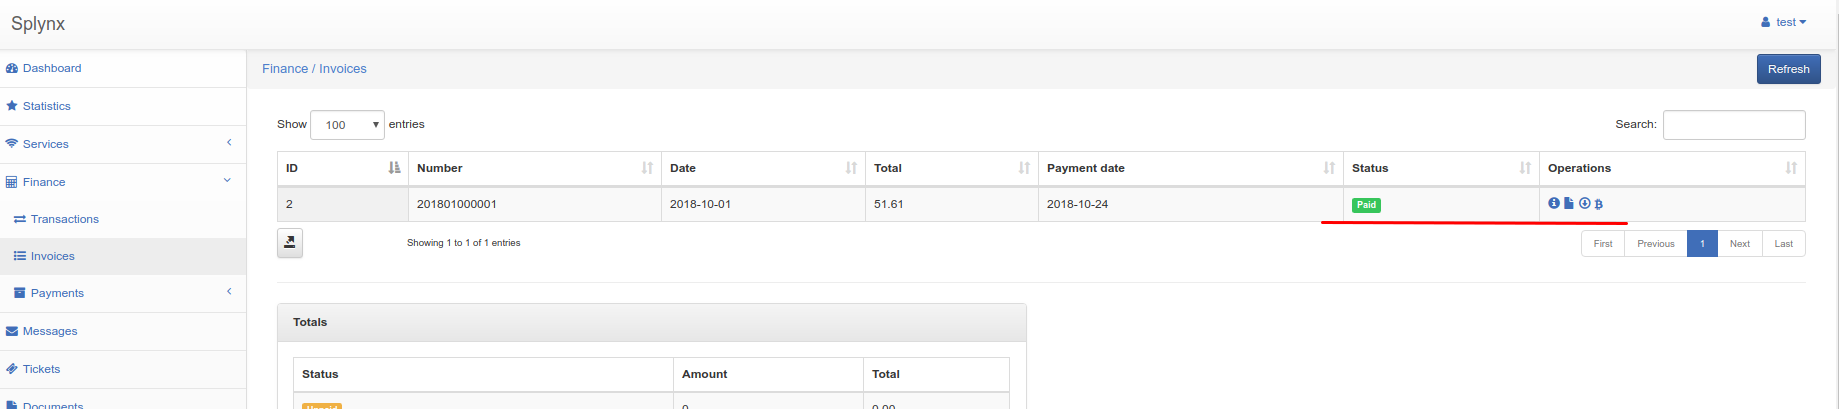 Splynx
test
Dashboard
Finance / Invoices
Refresh
Statistics
Services
Finance
Transactions
Invoices
Payments
Messages
Tickets
Documents
Show 100 entries
Search:
ID Number Date Total Payment date Status Operations
2 201801000001 2018-10-01 51.61 2018-10-24 Paid
Showing 1 to 1 of 1 entries
First Previous 1 Next Last
Totals
Status Amount Total
Unpaid 0 0.00